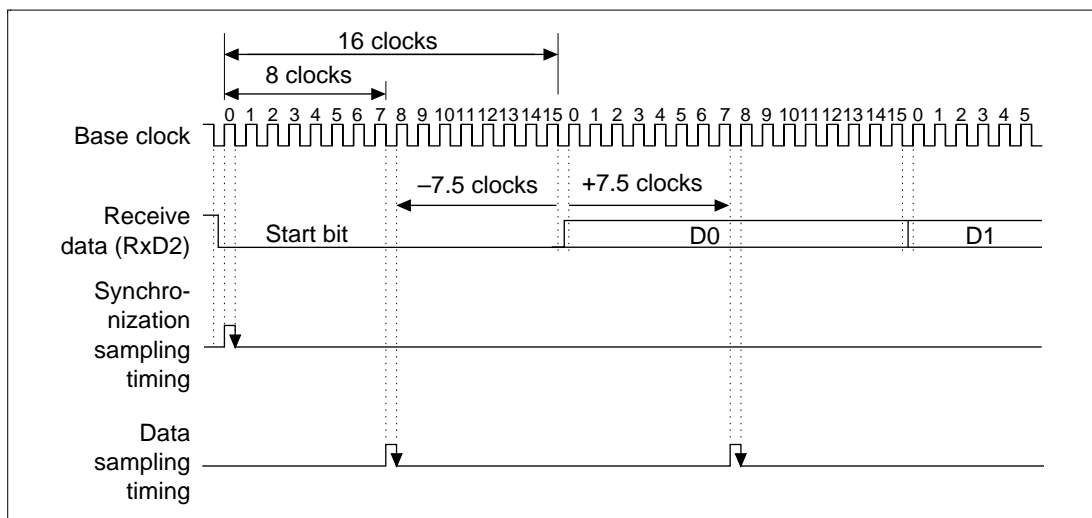 16 clocks
8 clocks
0 1 2 3 4 5 6 7 8 9 10 11 12 13 14 15 0 1 2 3 4 5 6 7 8 9 10 11 12 13 14 15 0 1 2 3 4 5
Base clock
–7.5 clocks +7.5 clocks
Receive
data (RxD2)
Start bit D0 D1
Synchro-
nization
sampling
timing
Data
sampling
timing